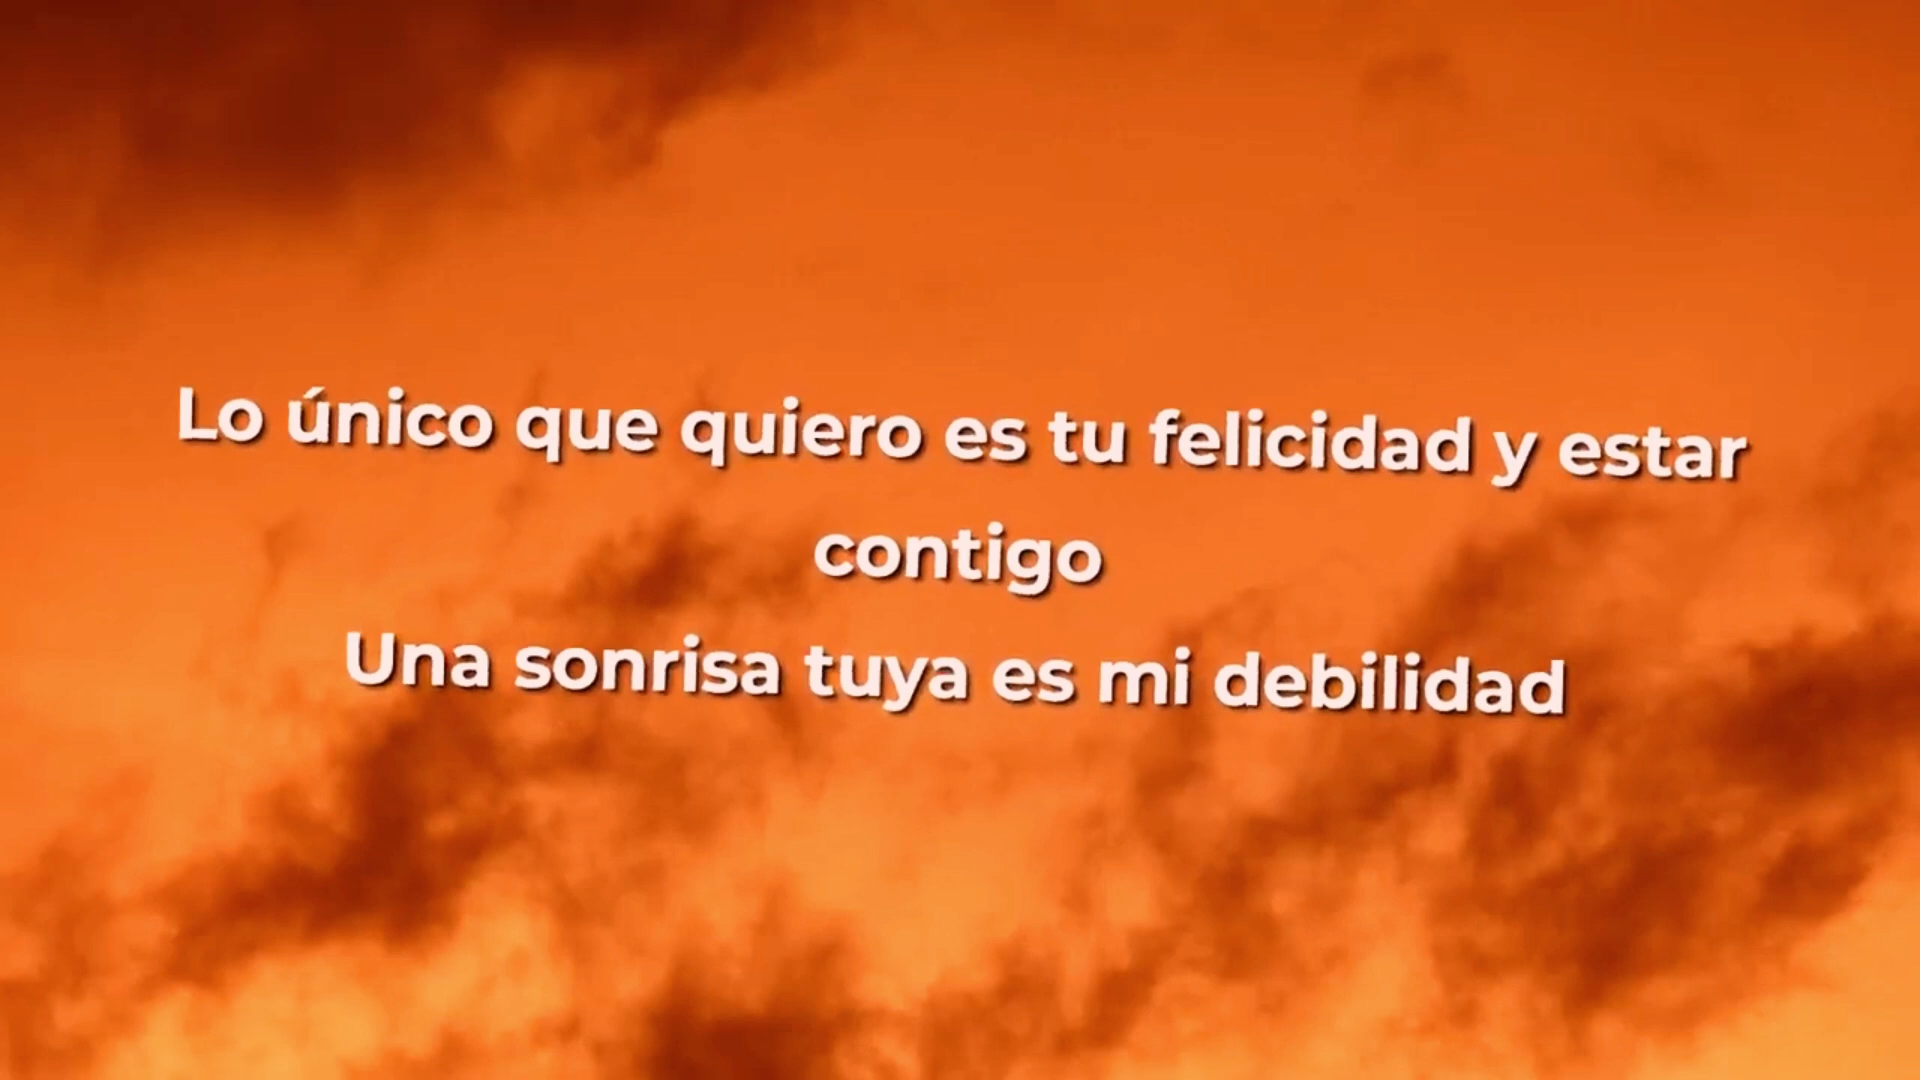 Lo único que quiero es tu felicidad y estar
contigo
Una sonrisa tuya es mi debilidad